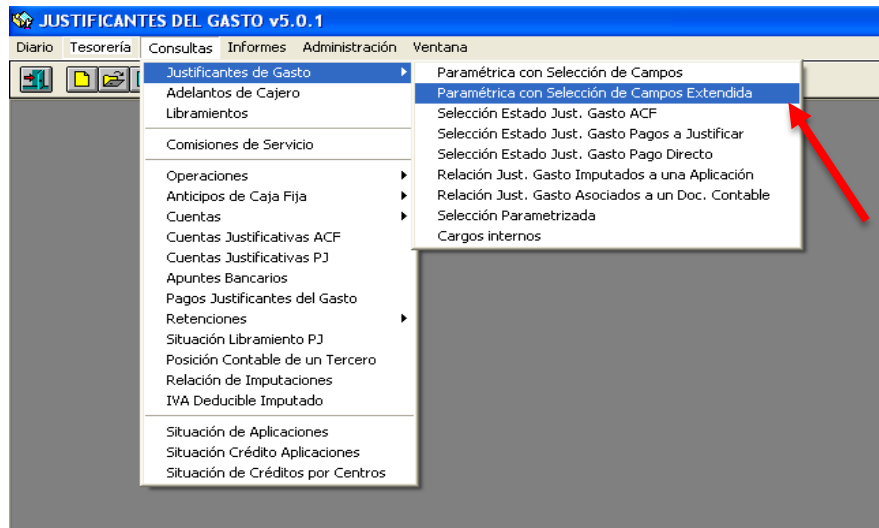 JUSTIFICANTES DEL GASTO v5.0.1
Diario Tesorería Consultas Informes Administración Ventana
Justificantes de Gasto
Adelantos de Cajero
Libramientos
Comisiones de Servicio
Operaciones
Anticipos de Caja Fija
Cuentas
Cuentas Justificativas ACF
Cuentas Justificativas PJ
Apuntes Bancarios
Pagos Justificantes del Gasto
Retenciones
Situación Libramiento PJ
Posición Contable de un Tercero
Relación de Imputaciones
IVA Deducible Imputado
Situación de Aplicaciones
Situación Crédito Aplicaciones
Situación de Créditos por Centros
Paramétrica con Selección de Campos
Paramétrica con Selección de Campos Extendida
Selección Estado Just. Gasto ACF
Selección Estado Just. Gasto Pagos a Justificar
Selección Estado Just. Gasto Pago Directo
Relación Just. Gasto Imputados a una Aplicación
Relación Just. Gasto Asociados a un Doc. Contable
Selección Parametrizada
Cargos internos